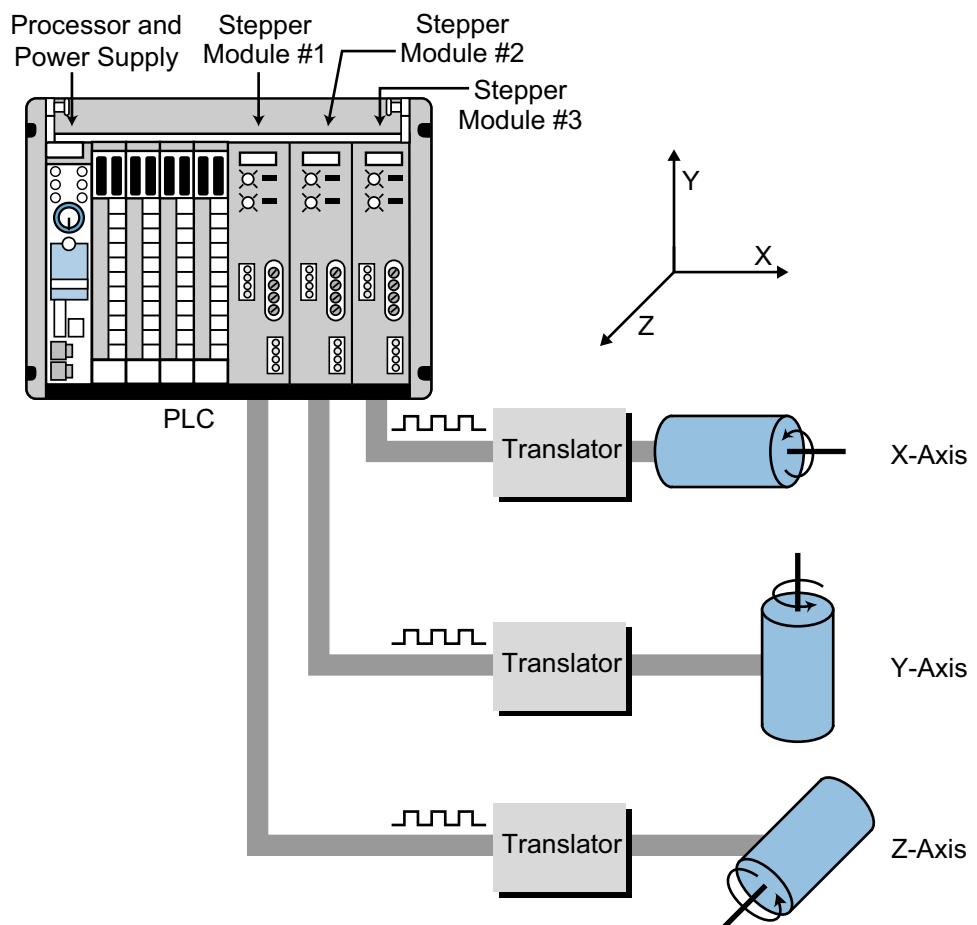 Processor and
Power Supply
Stepper
Module #1
Stepper
Module #2
Stepper
Module #3
Y
X
Z
PLC
Translator
X-Axis
Translator
Y-Axis
Translator
Z-Axis